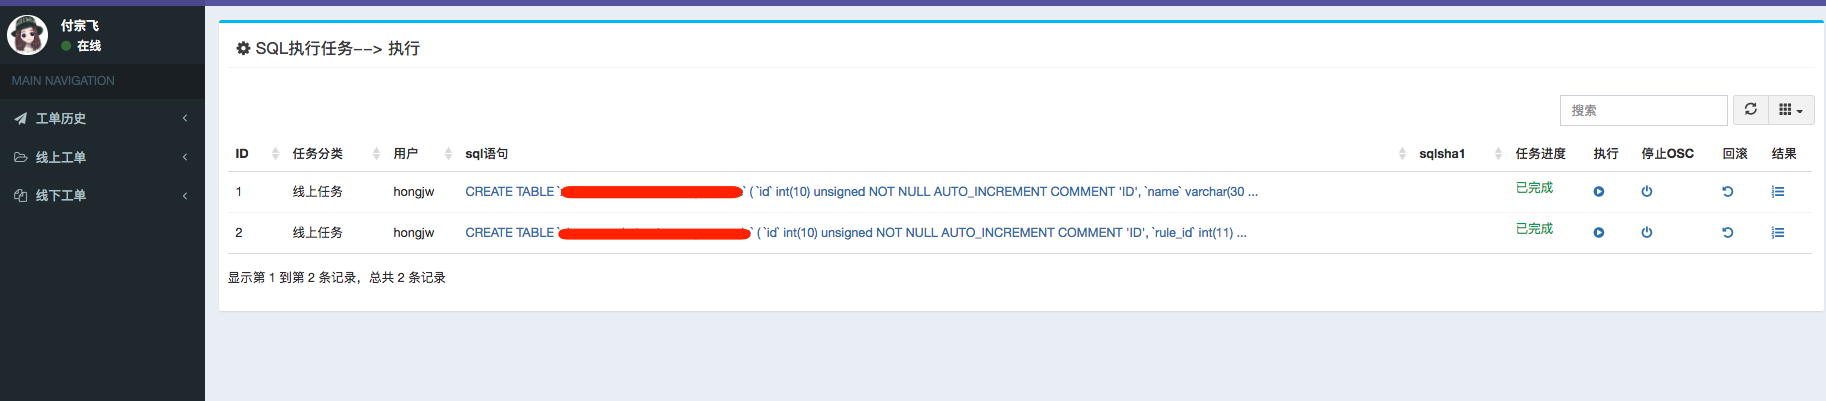 付宗飞
在线
MAIN NAVIGATION
工单历史
线上工单
线下工单
SQL执行任务--> 执行
搜索
ID 任务分类 用户 sql语句 sqlsha1 任务进度 执行 停止OSC 回滚 结果
1 线上任务 hongjw CREATE TABLE ` ` ( `id` int(10) unsigned NOT NULL AUTO_INCREMENT COMMENT 'ID', `name` varchar(30 ... 已完成
2 线上任务 hongjw CREATE TABLE ` ` ( `id` int(10) unsigned NOT NULL AUTO_INCREMENT COMMENT 'ID', `rule_id` int(11) ... 已完成
显示第 1 到第 2 条记录，总共 2 条记录